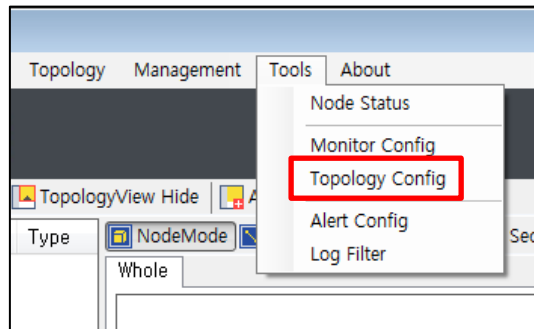 Topology Management Tools About
Node Status
Monitor Config
Topology Config
TopologyView Hide
Alert Config
Type NodeMode
Log Filter
Whole